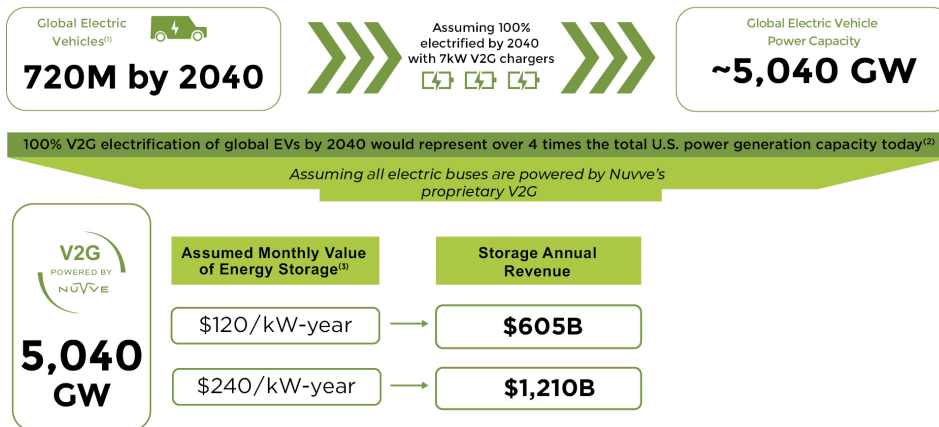 Global Electric
Vehicles(1)
720M by 2040
Assuming 100%
electrified by 2040
with 7kW V2G chargers
Global Electric Vehicle
Power Capacity
~5,040 GW
100% V2G electrification of global EVs by 2040 would represent over 4 times the total U.S. power generation capacity today(2)
Assuming all electric buses are powered by Nuvve's
proprietary V2G
V2G
POWERED BY
NUVVE
5,040
GW
Assumed Monthly Value
of Energy Storage(3)
Storage Annual
Revenue
$120/kW-year
$605B
$240/kW-year
$1,210B